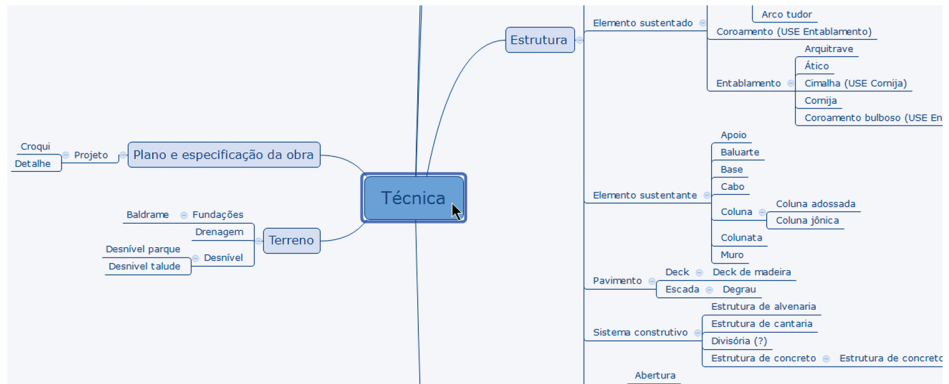 Técnica
Estrutura
Elemento sustentado
Arco tudor
Coroamento (USE Entablamento)
Entablamento
Arquitrave
Ático
Cimalha (USE Cornija)
Cornija
Coroamento bulboso (USE En
Elemento sustentante
Apoio
Baluarte
Base
Cabo
Coluna
Coluna adossada
Coluna jônica
Colunata
Muro
Pavimento
Deck
Deck de madeira
Escada
Degrau
Sistema construtivo
Estrutura de alvenaria
Estrutura de cantaria
Divisória (?)
Estrutura de concreto
Estrutura de concreto
Abertura
Plano e especificação da obra
Projeto
Croqui
Detalhe
Terreno
Fundações
Baldrame
Drenagem
Desnível
Desnível parque
Desnivel talude